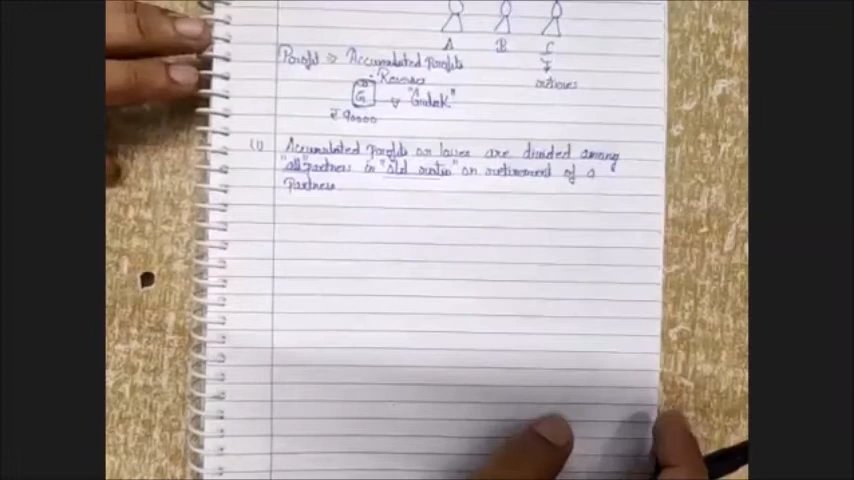 A B C
Profit ⇒ Accumulated Profits
retires
Reserves
G → "Gulak"
₹ 90000
(1) Accumulated Profits or losses are divided among
"all" partners in "old ratio" on retirement of a
Partner